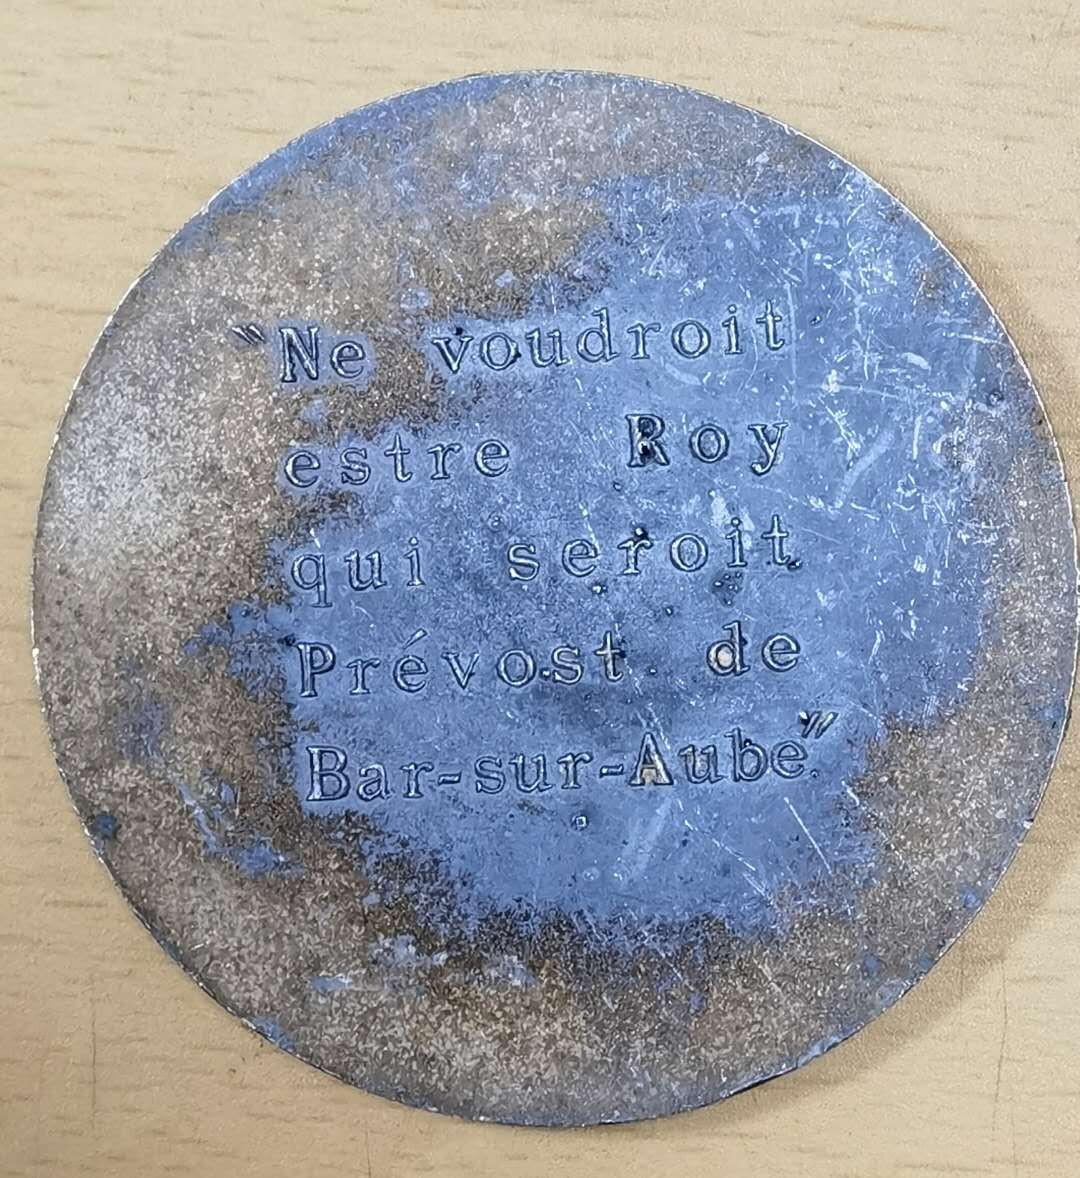 "Ne voudroit
estre Roy
qui seroit
Prévost de
Bar-sur-Aube."